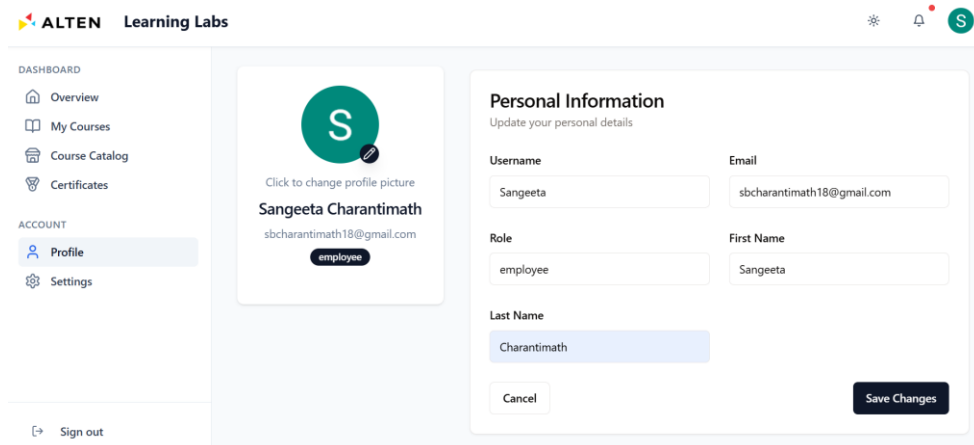 ALTEN Learning Labs
S
DASHBOARD
Overview
My Courses
Course Catalog
Certificates
ACCOUNT
Profile
Settings
Sign out
S
Click to change profile picture
Sangeeta Charantimath
sbcharantimath18@gmail.com
employee
Personal Information
Update your personal details
Username
Sangeeta
Email
sbcharantimath18@gmail.com
Role
employee
First Name
Sangeeta
Last Name
Charantimath
Cancel
Save Changes